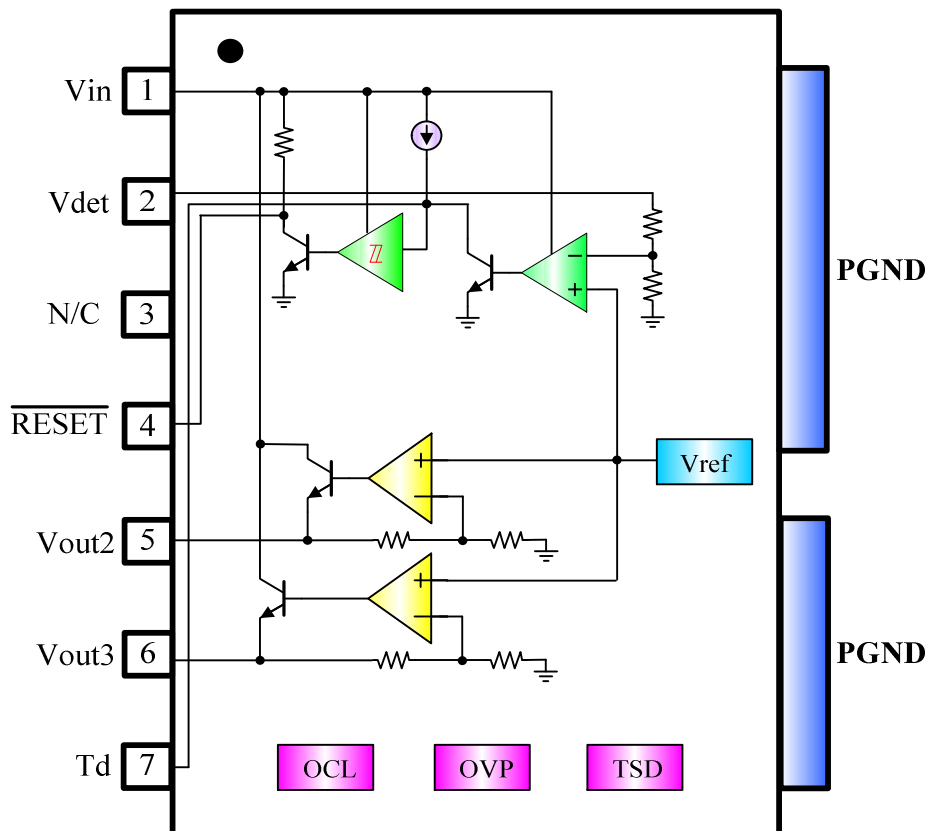 Vin 1
Vdet 2
N/C 3
RESET 4
Vout2 5
Vout3 6
Td 7
− +
+ −
+ −
Vref
PGND
PGND
OCL OVP TSD